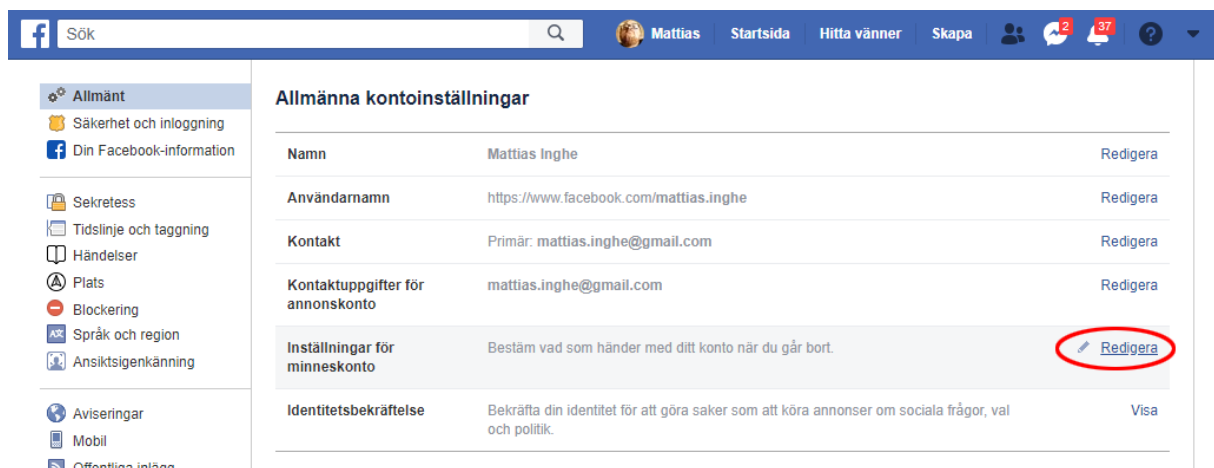 Sök
Mattias Startsida Hitta vänner Skapa 2 37
Allmänt
Säkerhet och inloggning
Din Facebook-information
Sekretess
Tidslinje och taggning
Händelser
Plats
Blockering
Språk och region
Ansiktsigenkänning
Aviseringar
Mobil
Offentliga inlägg
Allmänna kontoinställningar
Namn Mattias Inghe Redigera
Användarnamn https://www.facebook.com/mattias.inghe Redigera
Kontakt Primär: mattias.inghe@gmail.com Redigera
Kontaktuppgifter för
annonskonto
mattias.inghe@gmail.com Redigera
Inställningar för
minneskonto
Bestäm vad som händer med ditt konto när du går bort. Redigera
Identitetsbekräftelse Bekräfta din identitet för att göra saker som att köra annonser om sociala frågor, val Visa
och politik.